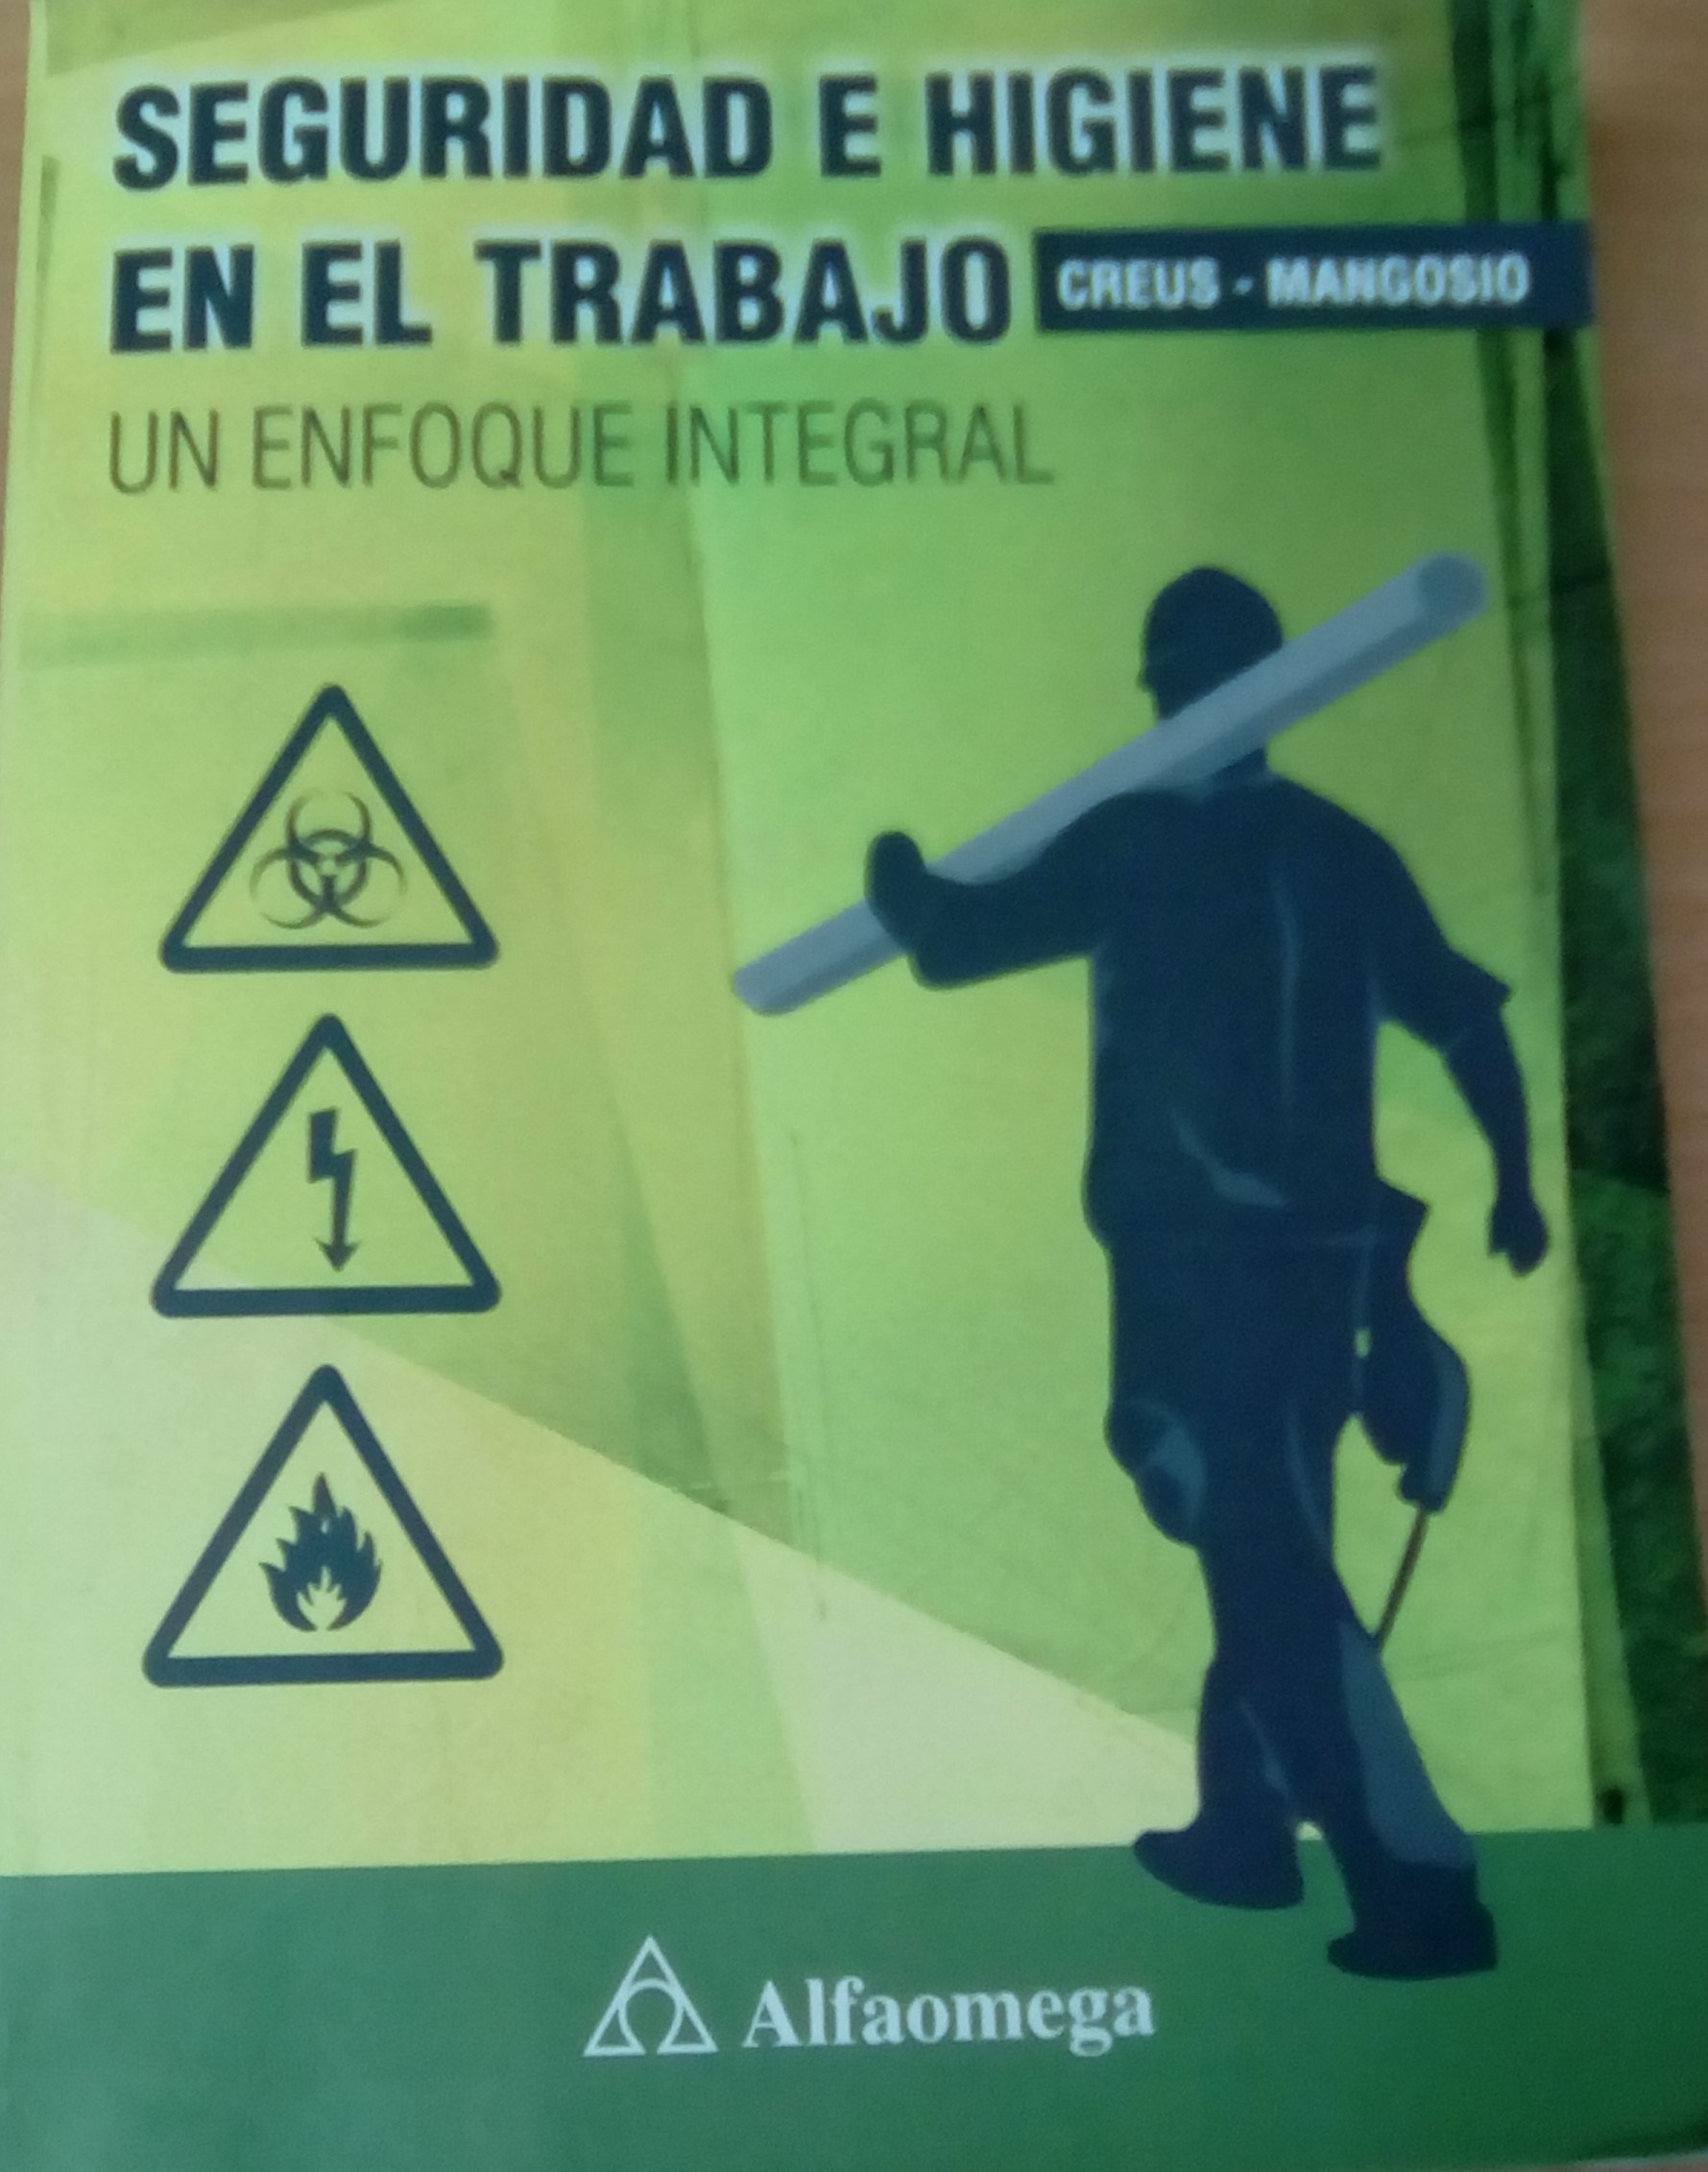 SEGURIDAD E HIGIENE
EN EL TRABAJO
CREUS - MANGOSIO
UN ENFOQUE INTEGRAL
Alfaomega